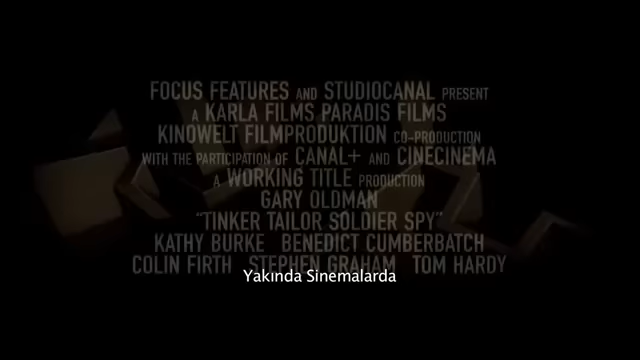 FOCUS FEATURES AND STUDIOCANAL PRESENT
A KARLA FILMS PARADIS FILMS
KINOWELT FILMPRODUKTION CO-PRODUCTION
WITH THE PARTICIPATION OF CANAL+ AND CINECINEMA
A WORKING TITLE PRODUCTION
GARY OLDMAN
"TINKER TAILOR SOLDIER SPY"
KATHY BURKE BENEDICT CUMBERBATCH
COLIN FIRTH STEPHEN GRAHAM TOM HARDY
Yakında Sinemalarda